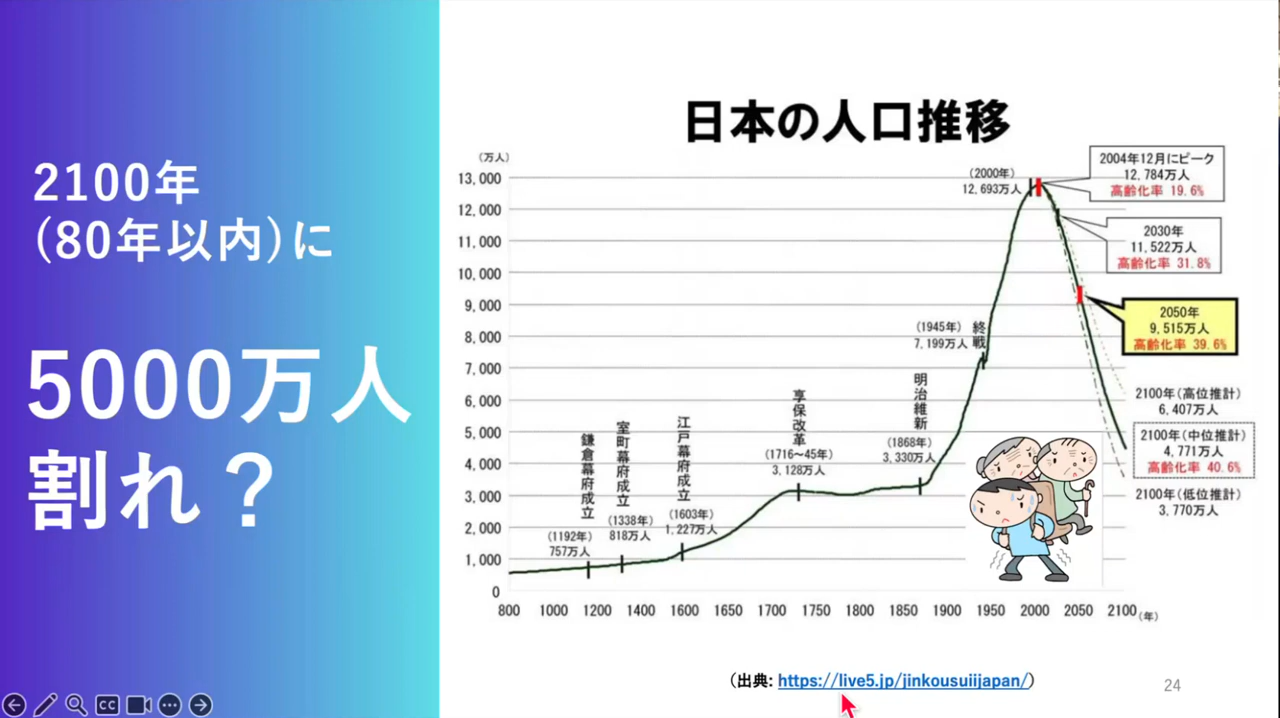 2100年
(80年以内)に
5000万人
割れ？
日本の人口推移
(万人)
13,000
12,000
11,000
10,000
9,000
8,000
7,000
6,000
5,000
4,000
3,000
2,000
1,000
0
800 1000 1200 1400 1600 1650 1700 1750 1800 1850 1900 1950 2000 2050 2100(年)
鎌倉幕府成立
(1192年)
757万人
室町幕府成立
(1338年)
818万人
江戸幕府成立
(1603年)
1,227万人
享保改革
(1716〜45年)
3,128万人
明治維新
(1868年)
3,330万人
終戦
(1945年)
7,199万人
(2000年)
12,693万人
2004年12月にピーク
12,784万人
高齢化率 19.6%
2030年
11,522万人
高齢化率 31.8%
2050年
9,515万人
高齢化率 39.6%
2100年(高位推計)
6,407万人
2100年(中位推計)
4,771万人
高齢化率 40.6%
2100年(低位推計)
3,770万人
(出典: https://live5.jp/jinkousuiijapan/)
24
CC